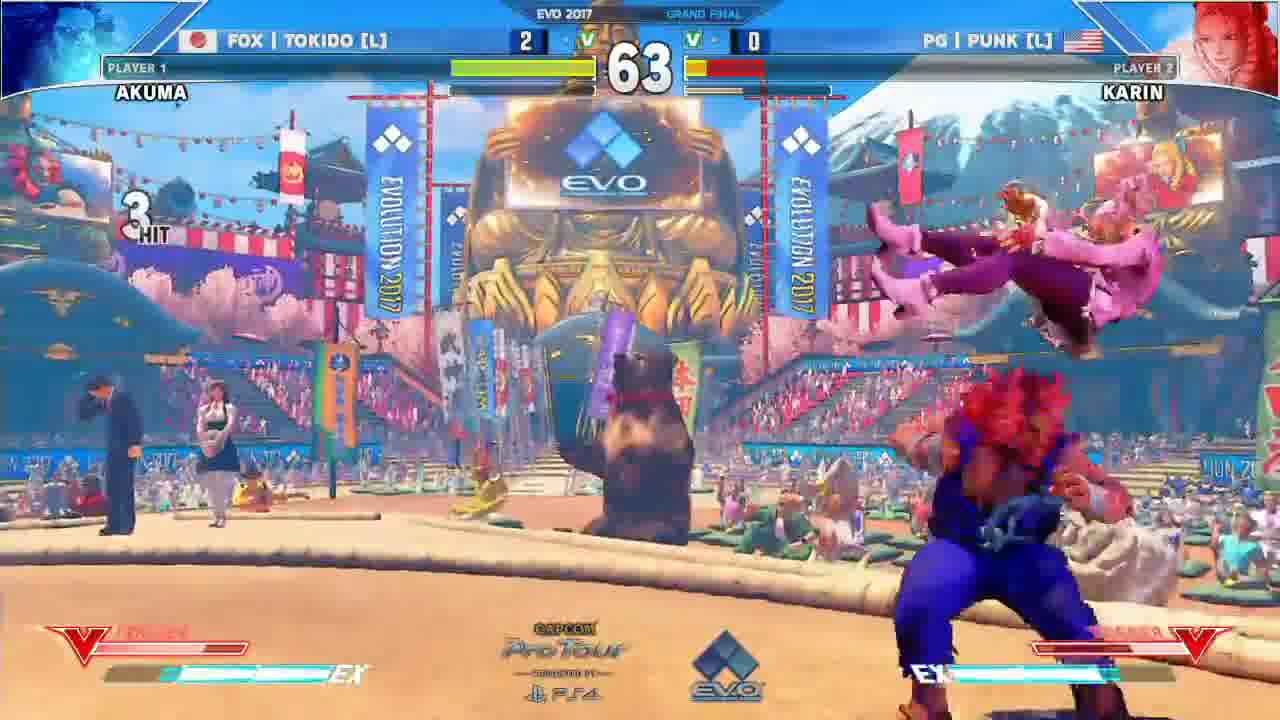 EVO 2017 GRAND FINAL
FOX | TOKIDO [L] 2 V 63 V 0 PG | PUNK [L]
PLAYER 1 PLAYER 2
AKUMA KARIN
EVO
3 HIT
EVOLUTION 2017
EVOLUTION 2017
V V
EX EX
CAPCOM
Pro Tour
PS4
EVO